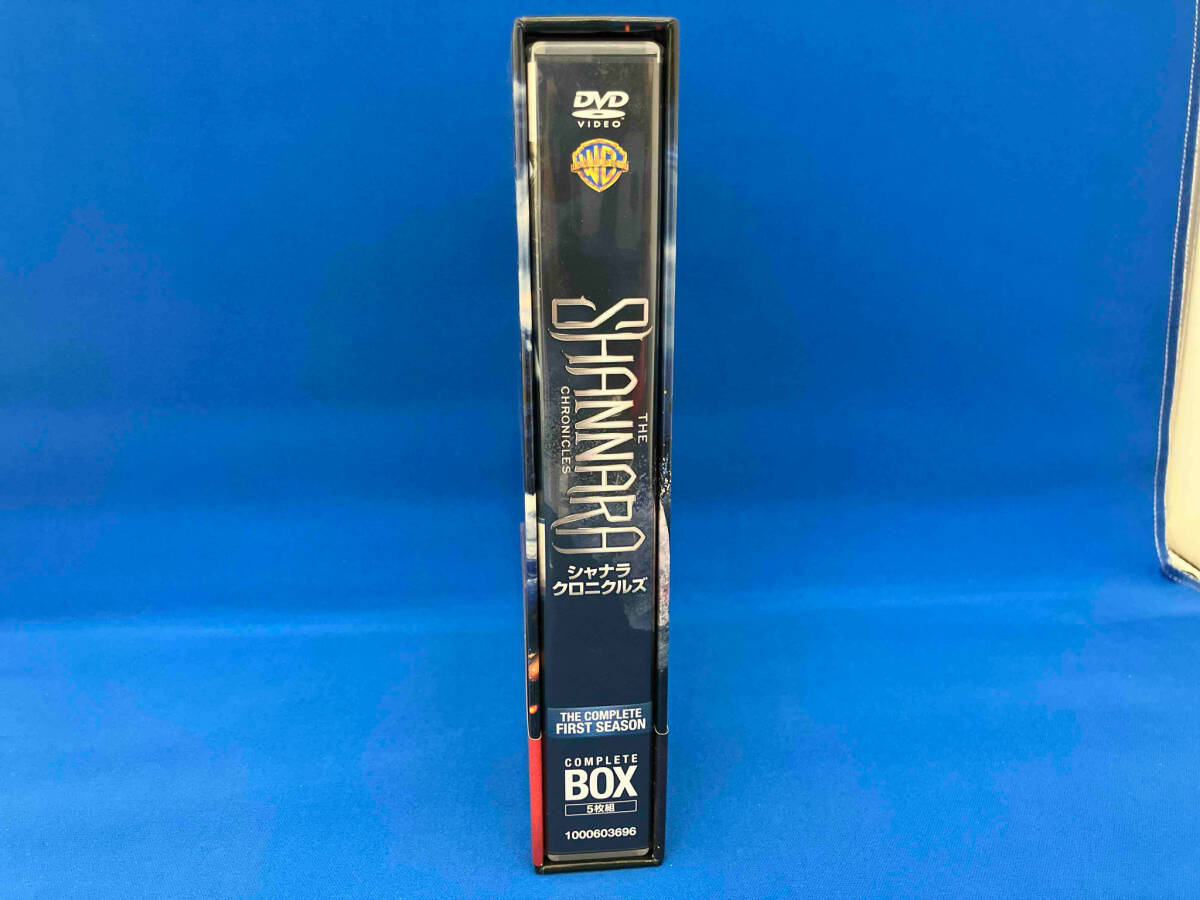 DVD
VIDEO
WB
THE
SHANNARA
CHRONICLES
シャナラ
クロニクルズ
THE COMPLETE
FIRST SEASON
COMPLETE
BOX
5枚組
1000603696